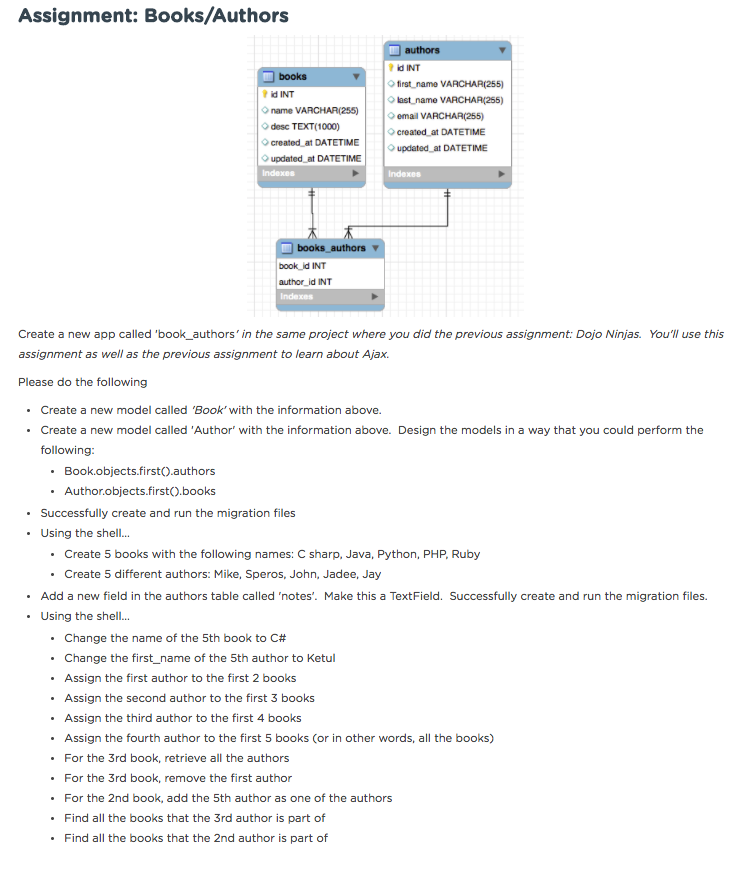 Assignment: Books/Authors
books
id INT
name VARCHAR(255)
desc TEXT(1000)
created_at DATETIME
updated_at DATETIME
Indexes
authors
id INT
first_name VARCHAR(255)
last_name VARCHAR(255)
email VARCHAR(255)
created_at DATETIME
updated_at DATETIME
Indexes
books_authors
book_id INT
author_id INT
Indexes
Create a new app called 'book_authors' in the same project where you did the previous assignment: Dojo Ninjas. You'll use this
assignment as well as the previous assignment to learn about Ajax.
Please do the following
• Create a new model called 'Book' with the information above.
• Create a new model called 'Author' with the information above. Design the models in a way that you could perform the
following:
• Book.objects.first().authors
• Author.objects.first().books
• Successfully create and run the migration files
• Using the shell...
• Create 5 books with the following names: C sharp, Java, Python, PHP, Ruby
• Create 5 different authors: Mike, Speros, John, Jadee, Jay
• Add a new field in the authors table called 'notes'. Make this a TextField. Successfully create and run the migration files.
• Using the shell...
• Change the name of the 5th book to C#
• Change the first_name of the 5th author to Ketul
• Assign the first author to the first 2 books
• Assign the second author to the first 3 books
• Assign the third author to the first 4 books
• Assign the fourth author to the first 5 books (or in other words, all the books)
• For the 3rd book, retrieve all the authors
• For the 3rd book, remove the first author
• For the 2nd book, add the 5th author as one of the authors
• Find all the books that the 3rd author is part of
• Find all the books that the 2nd author is part of